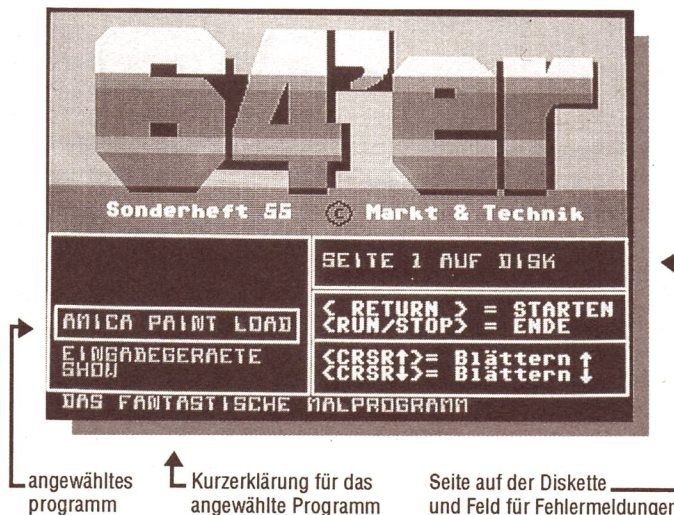 64'er
Sonderheft 55 © Markt & Technik
SEITE 1 AUF DISK
AMICA PAINT LOAD
EINGABEGERAETE
SHOW
< RETURN > = STARTEN
<RUN/STOP> = ENDE
<CRSR↑>= Blättern ↑
<CRSR↓>= Blättern ↓
DAS FANTASTISCHE MALPROGRAMM
angewähltes
programm
Kurzerklärung für das
angewählte Programm
Seite auf der Diskette
und Feld für Fehlermeldungen